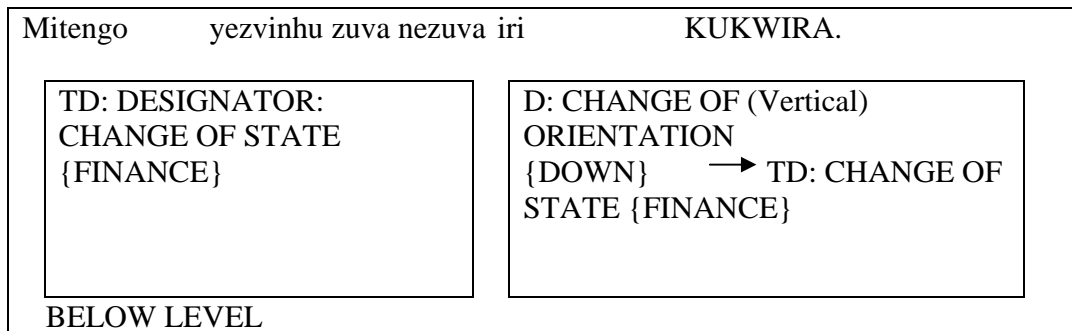 Mitengo yezvinhu zuva nezuva iri KUKWIRA.
TD: DESIGNATOR:
CHANGE OF STATE
{FINANCE}
D: CHANGE OF (Vertical)
ORIENTATION
{DOWN} → TD: CHANGE OF
STATE {FINANCE}
BELOW LEVEL